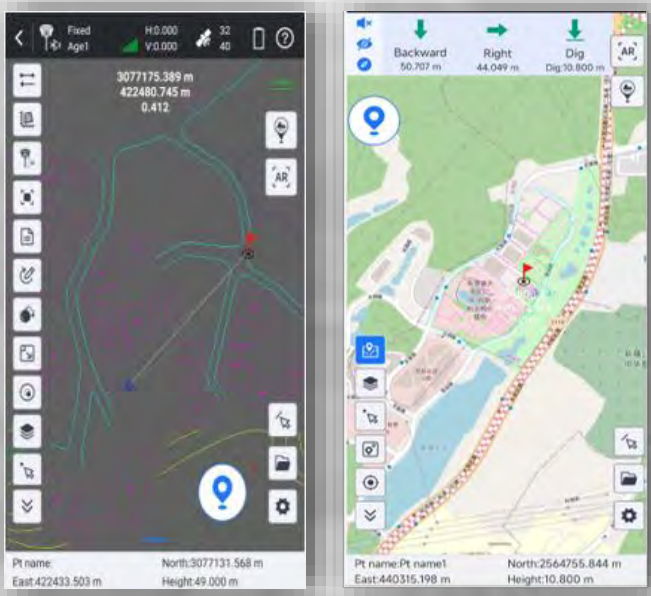 Fixed
Age1
H:0.000
V:0.000
32
40
3077175.389 m
422480.745 m
0.412
AR
Pt name:
North:3077131.568 m
East:422433.503 m
Height:49.000 m
Backward
50.707 m
Right
44.049 m
Dig
Dig:10.800 m
AR
Pt name:Pt name1
North:2564755.844 m
East:440315.198 m
Height:10.800 m